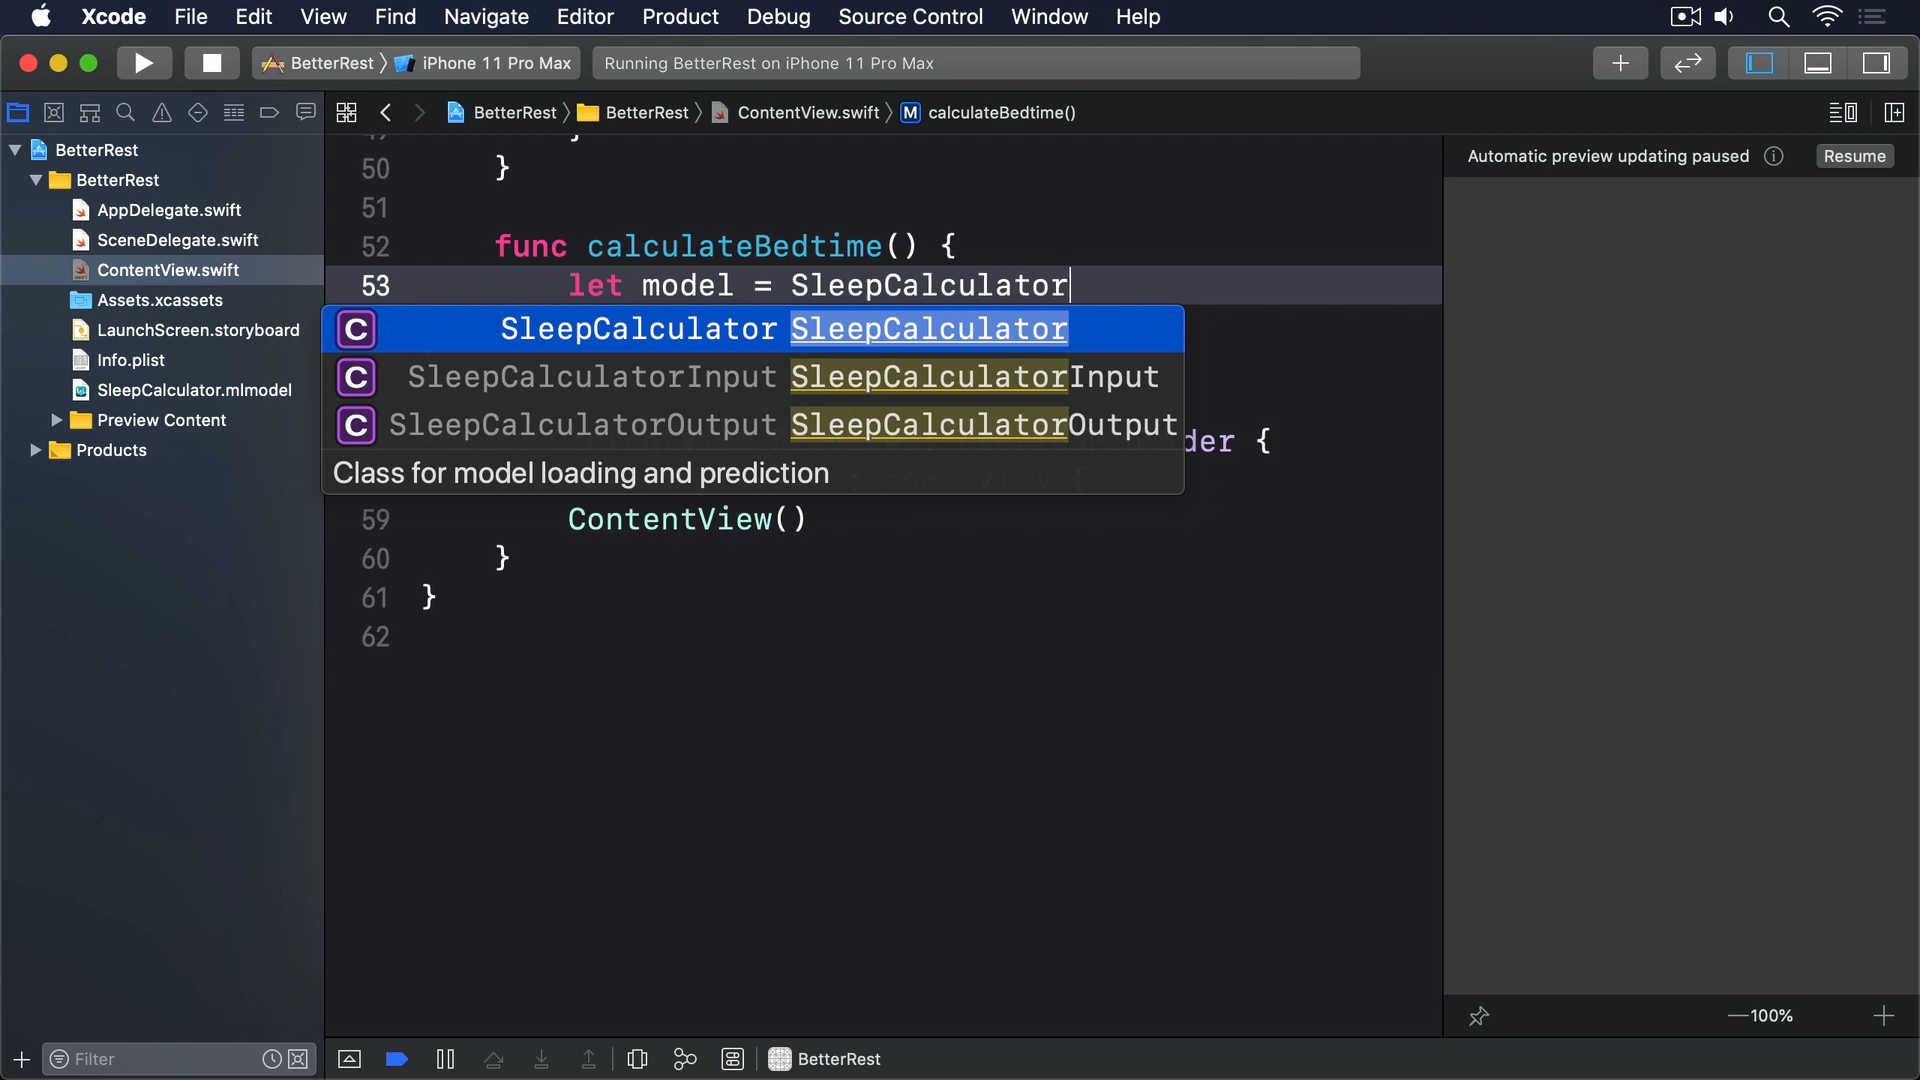 Xcode File Edit View Find Navigate Editor Product Debug Source Control Window Help
BetterRest iPhone 11 Pro Max
Running BetterRest on iPhone 11 Pro Max
BetterRest BetterRest ContentView.swift M calculateBedtime()
Automatic preview updating paused Resume
BetterRest
BetterRest
AppDelegate.swift
SceneDelegate.swift
ContentView.swift
Assets.xcassets
LaunchScreen.storyboard
Info.plist
SleepCalculator.mlmodel
Preview Content
Products
50 }
51
52 func calculateBedtime() {
53 let model = SleepCalculator
C SleepCalculator SleepCalculator
C SleepCalculatorInput SleepCalculatorInput
C SleepCalculatorOutput SleepCalculatorOutput
der {
Class for model loading and prediction
: some View {
59 ContentView()
60 }
61 }
62
100%
Filter
BetterRest